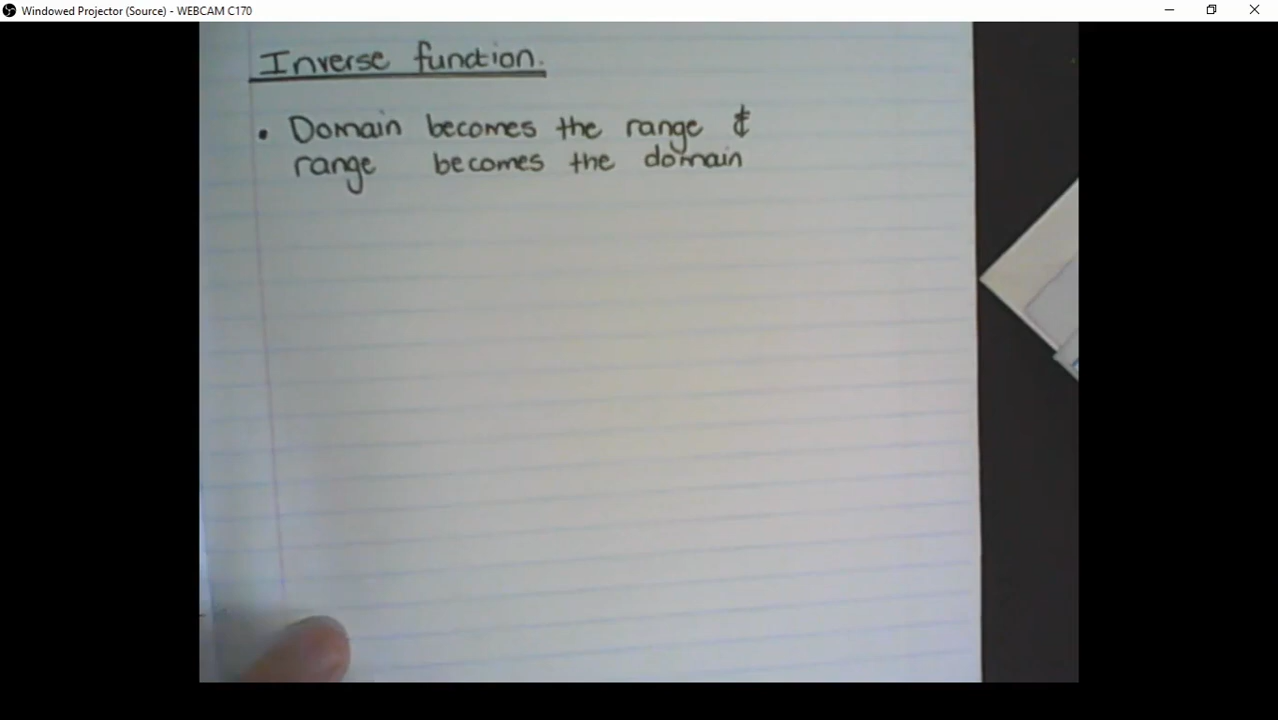 Windowed Projector (Source) - WEBCAM C170
Inverse function.
• Domain becomes the range &
range becomes the domain